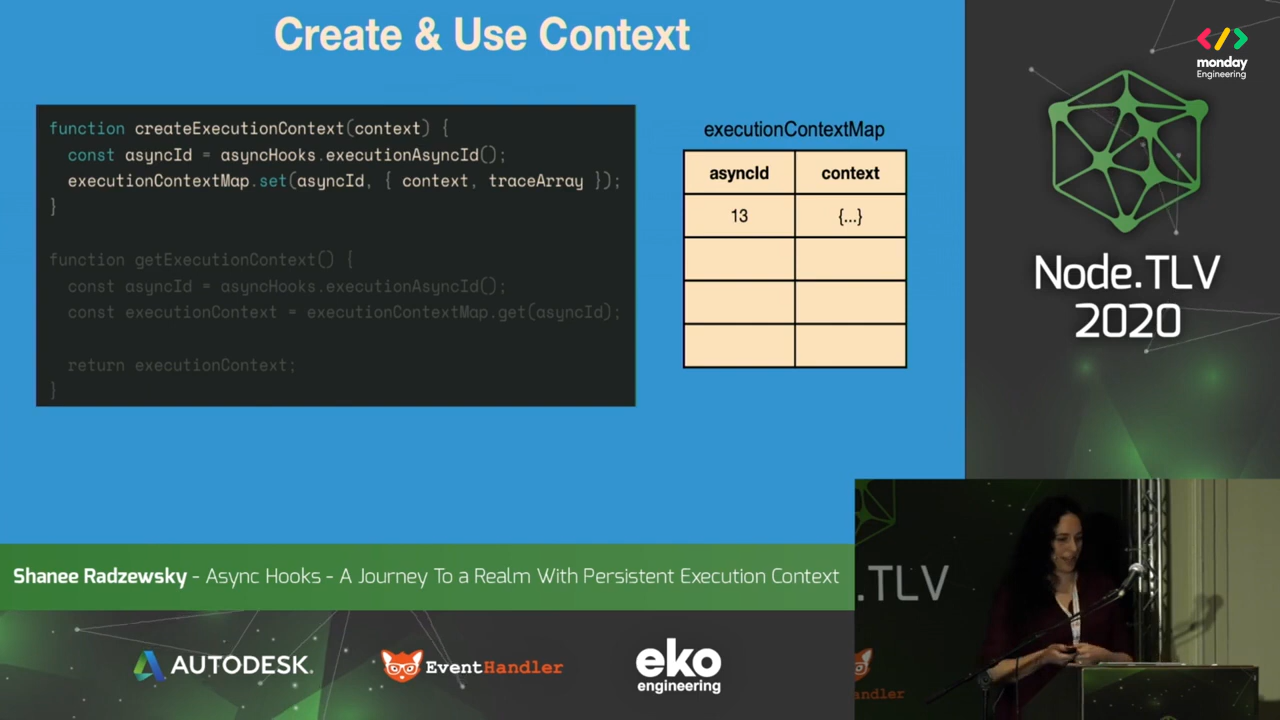 Create & Use Context
function createExecutionContext(context) {
const asyncId = asyncHooks.executionAsyncId();
executionContextMap.set(asyncId, { context, traceArray });
}
function getExecutionContext() {
const asyncId = asyncHooks.executionAsyncId();
const executionContext = executionContextMap.get(asyncId);
return executionContext;
}
executionContextMap
asyncId context
13 {...}
monday
Engineering
Node.TLV
2020
Shanee Radzewsky - Async Hooks - A Journey To a Realm With Persistent Execution Context
AUTODESK.
EventHandler
eko
engineering
.TLV
Handler